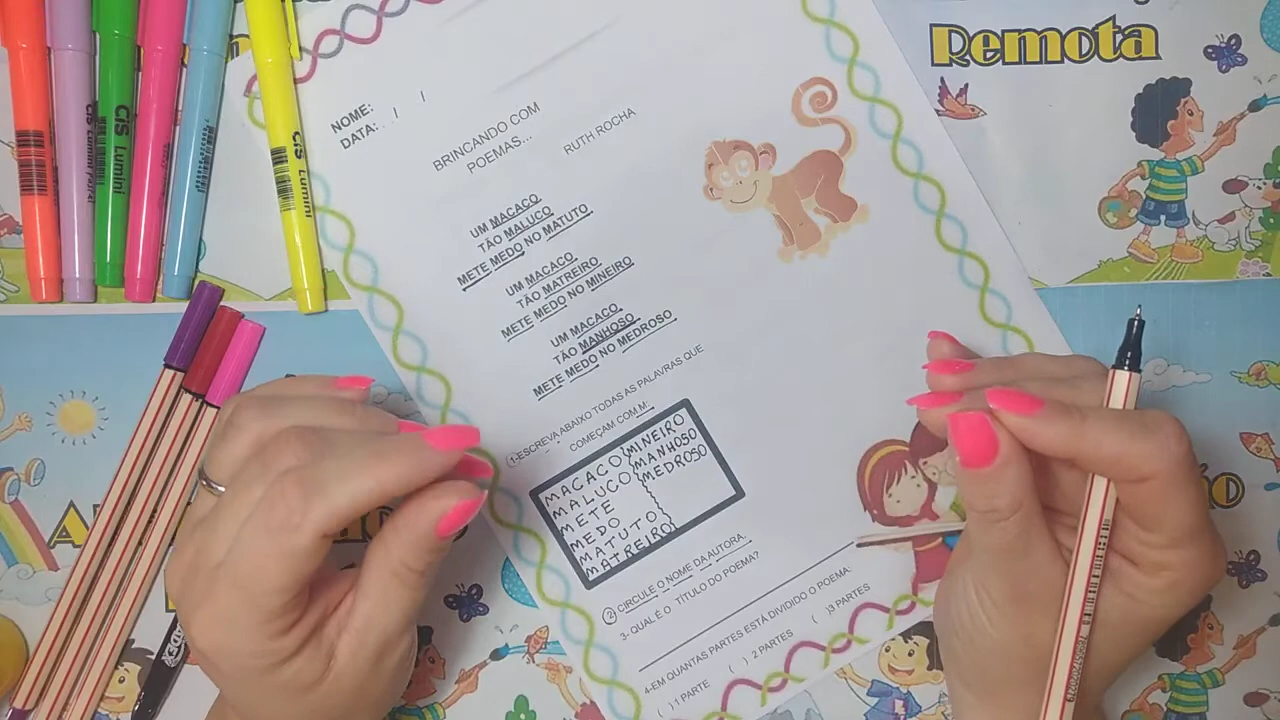 Remota
CiS Lumini
CiS Lumini Pastel
CiS Lumini
NOME:
DATA: / /
BRINCANDO COM
POEMAS...
RUTH ROCHA
UM MACACO
TÃO MALUCO
METE MEDO NO MATUTO
UM MACACO
TÃO MATREIRO
METE MEDO NO MINEIRO
UM MACACO
TÃO MANHOSO
METE MEDO NO MEDROSO
1-ESCREVA ABAIXO TODAS AS PALAVRAS QUE
COMEÇAM COM M:
MACACO MINEIRO
MALUCO MANHOSO
METE MEDROSO
MEDO
MATUTO
MATREIRO
2 CIRCULE O NOME DA AUTORA.
3- QUAL É O TÍTULO DO POEMA?
4-EM QUANTAS PARTES ESTÁ DIVIDIDO O POEMA:
( )1 PARTE ( ) 2 PARTES ( )3 PARTES